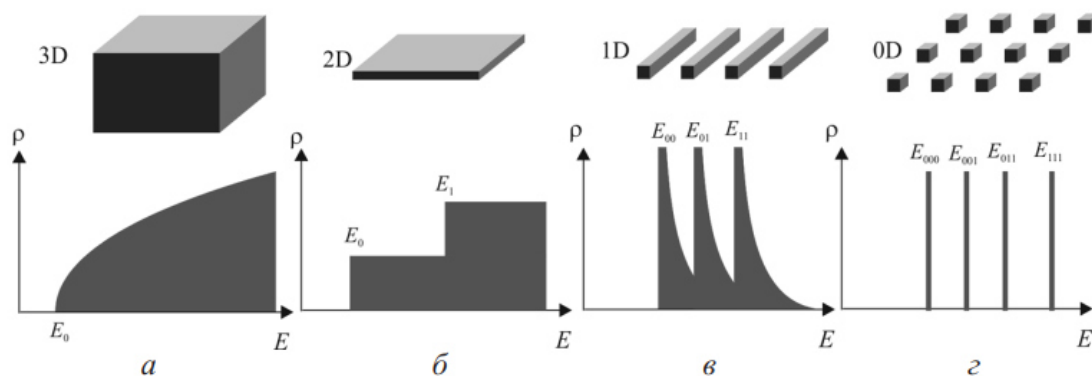 3D
2D
1D
0D
ρ
E₀
E
а
ρ
E₀
E₁
E
б
ρ
E₀₀
E₀₁
E₁₁
E
в
ρ
E₀₀₀
E₀₀₁
E₀₁₁
E₁₁₁
E
г